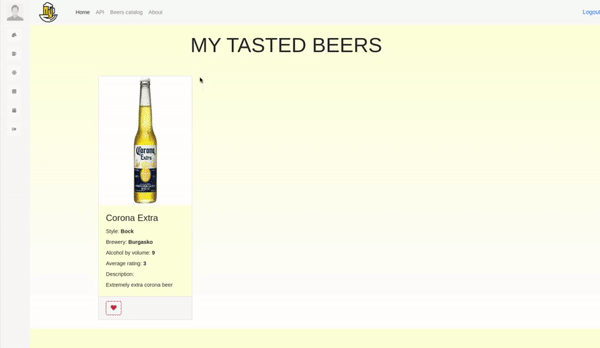 Home API Beers catalog About Logout
MY TASTED BEERS
Corona
Extra
Corona Extra
Style: Bock
Brewery: Burgasko
Alcohol by volume: 9
Average rating: 3
Description:
Extremely extra corona beer